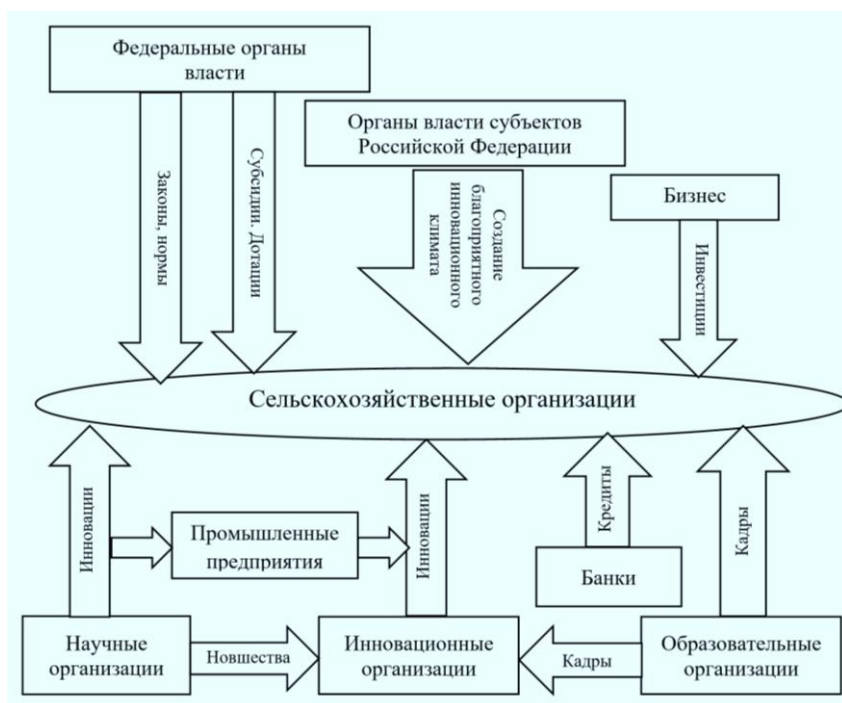 Федеральные органы
власти
Органы власти субъектов
Российской Федерации
Бизнес
Законы, нормы
Субсидии. Дотации
Создание
благоприятного
инновационного
климата
Инвестиции
Сельскохозяйственные организации
Инновации
Промышленные
предприятия
Инновации
Кредиты
Кадры
Банки
Научные
организации
Новшества
Инновационные
организации
Кадры
Образовательные
организации